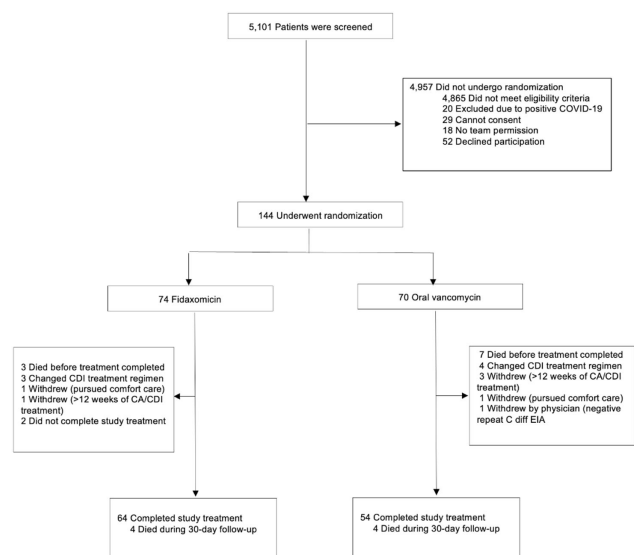 5,101 Patients were screened
4,957 Did not undergo randomization
4,865 Did not meet eligibility criteria
20 Excluded due to positive COVID-19
29 Cannot consent
18 No team permission
52 Declined participation
144 Underwent randomization
74 Fidaxomicin
70 Oral vancomycin
3 Died before treatment completed
3 Changed CDI treatment regimen
1 Withdrew (pursued comfort care)
1 Withdrew (>12 weeks of CA/CDI
treatment)
2 Did not complete study treatment
7 Died before treatment completed
4 Changed CDI treatment regimen
3 Withdrew (>12 weeks of CA/CDI
treatment)
1 Withdrew (pursued comfort care)
1 Withdrew by physician (negative
repeat C diff EIA
64 Completed study treatment
4 Died during 30-day follow-up
54 Completed study treatment
4 Died during 30-day follow-up